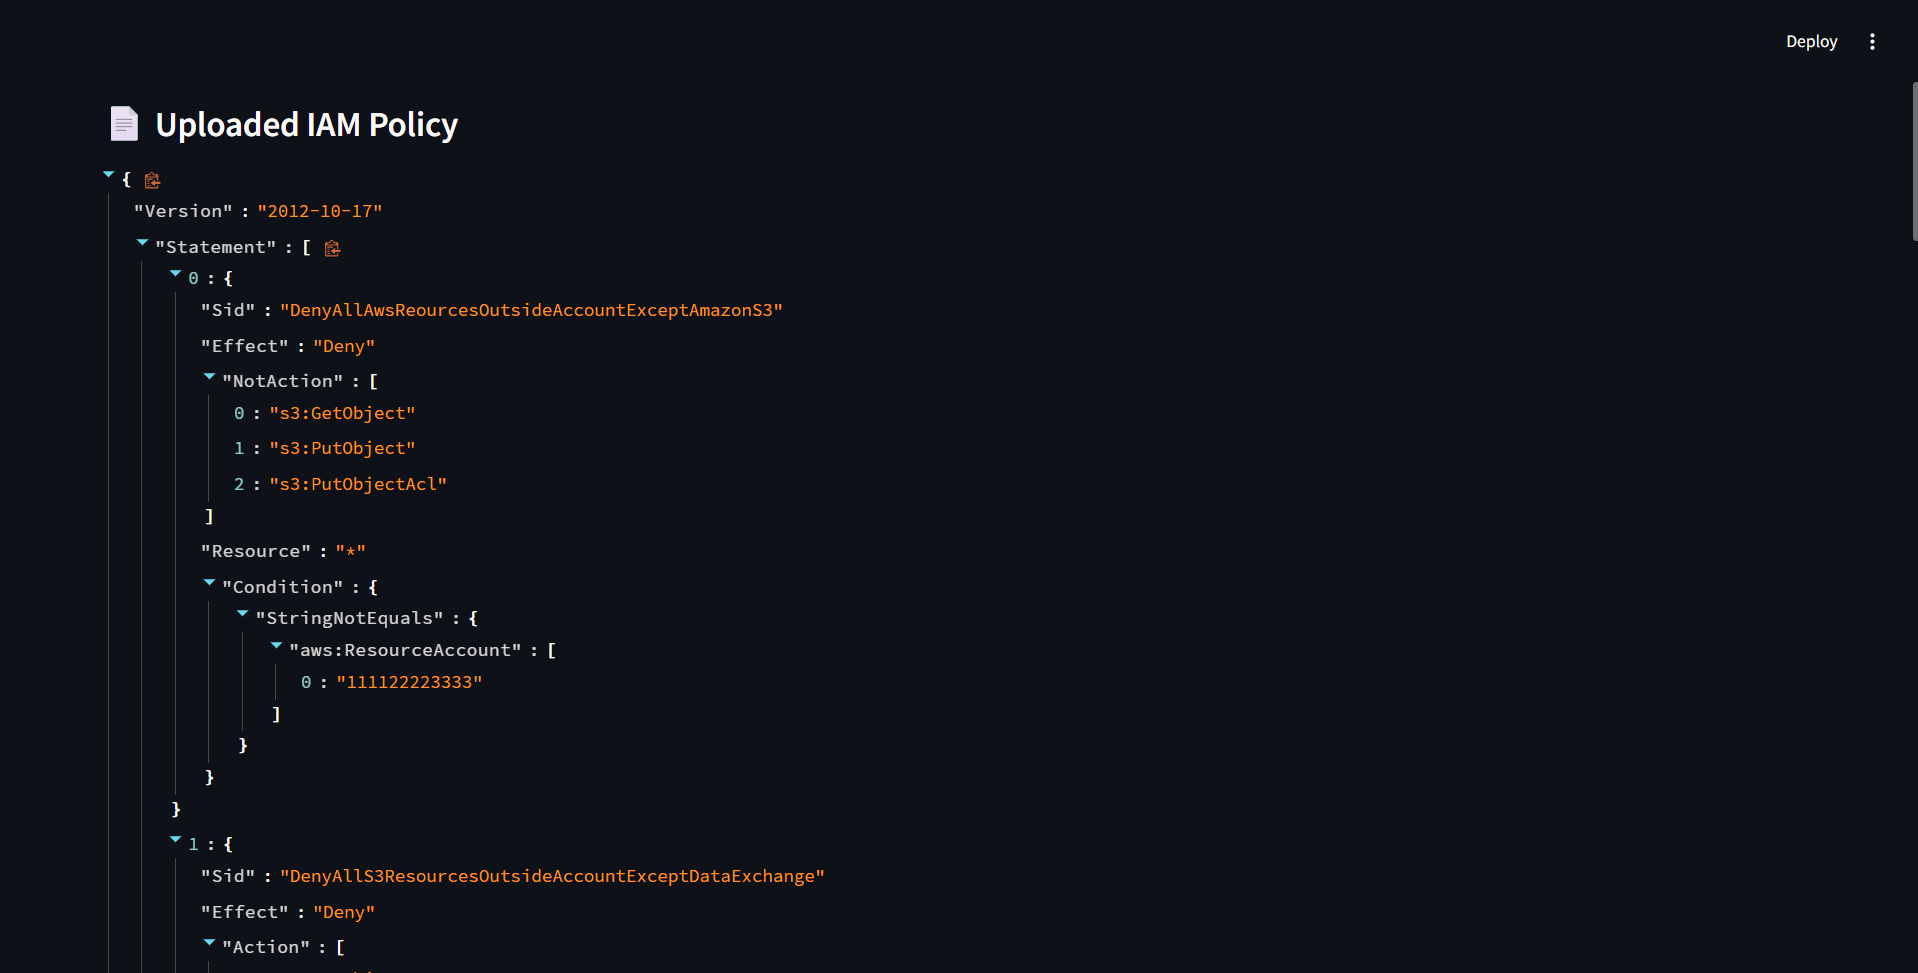 Deploy
Uploaded IAM Policy
{
"Version" : "2012-10-17"
"Statement" : [
0 : {
"Sid" : "DenyAllAwsReourcesOutsideAccountExceptAmazonS3"
"Effect" : "Deny"
"NotAction" : [
0 : "s3:GetObject"
1 : "s3:PutObject"
2 : "s3:PutObjectAcl"
]
"Resource" : "*"
"Condition" : {
"StringNotEquals" : {
"aws:ResourceAccount" : [
0 : "111122223333"
]
}
}
}
1 : {
"Sid" : "DenyAllS3ResourcesOutsideAccountExceptDataExchange"
"Effect" : "Deny"
"Action" : [